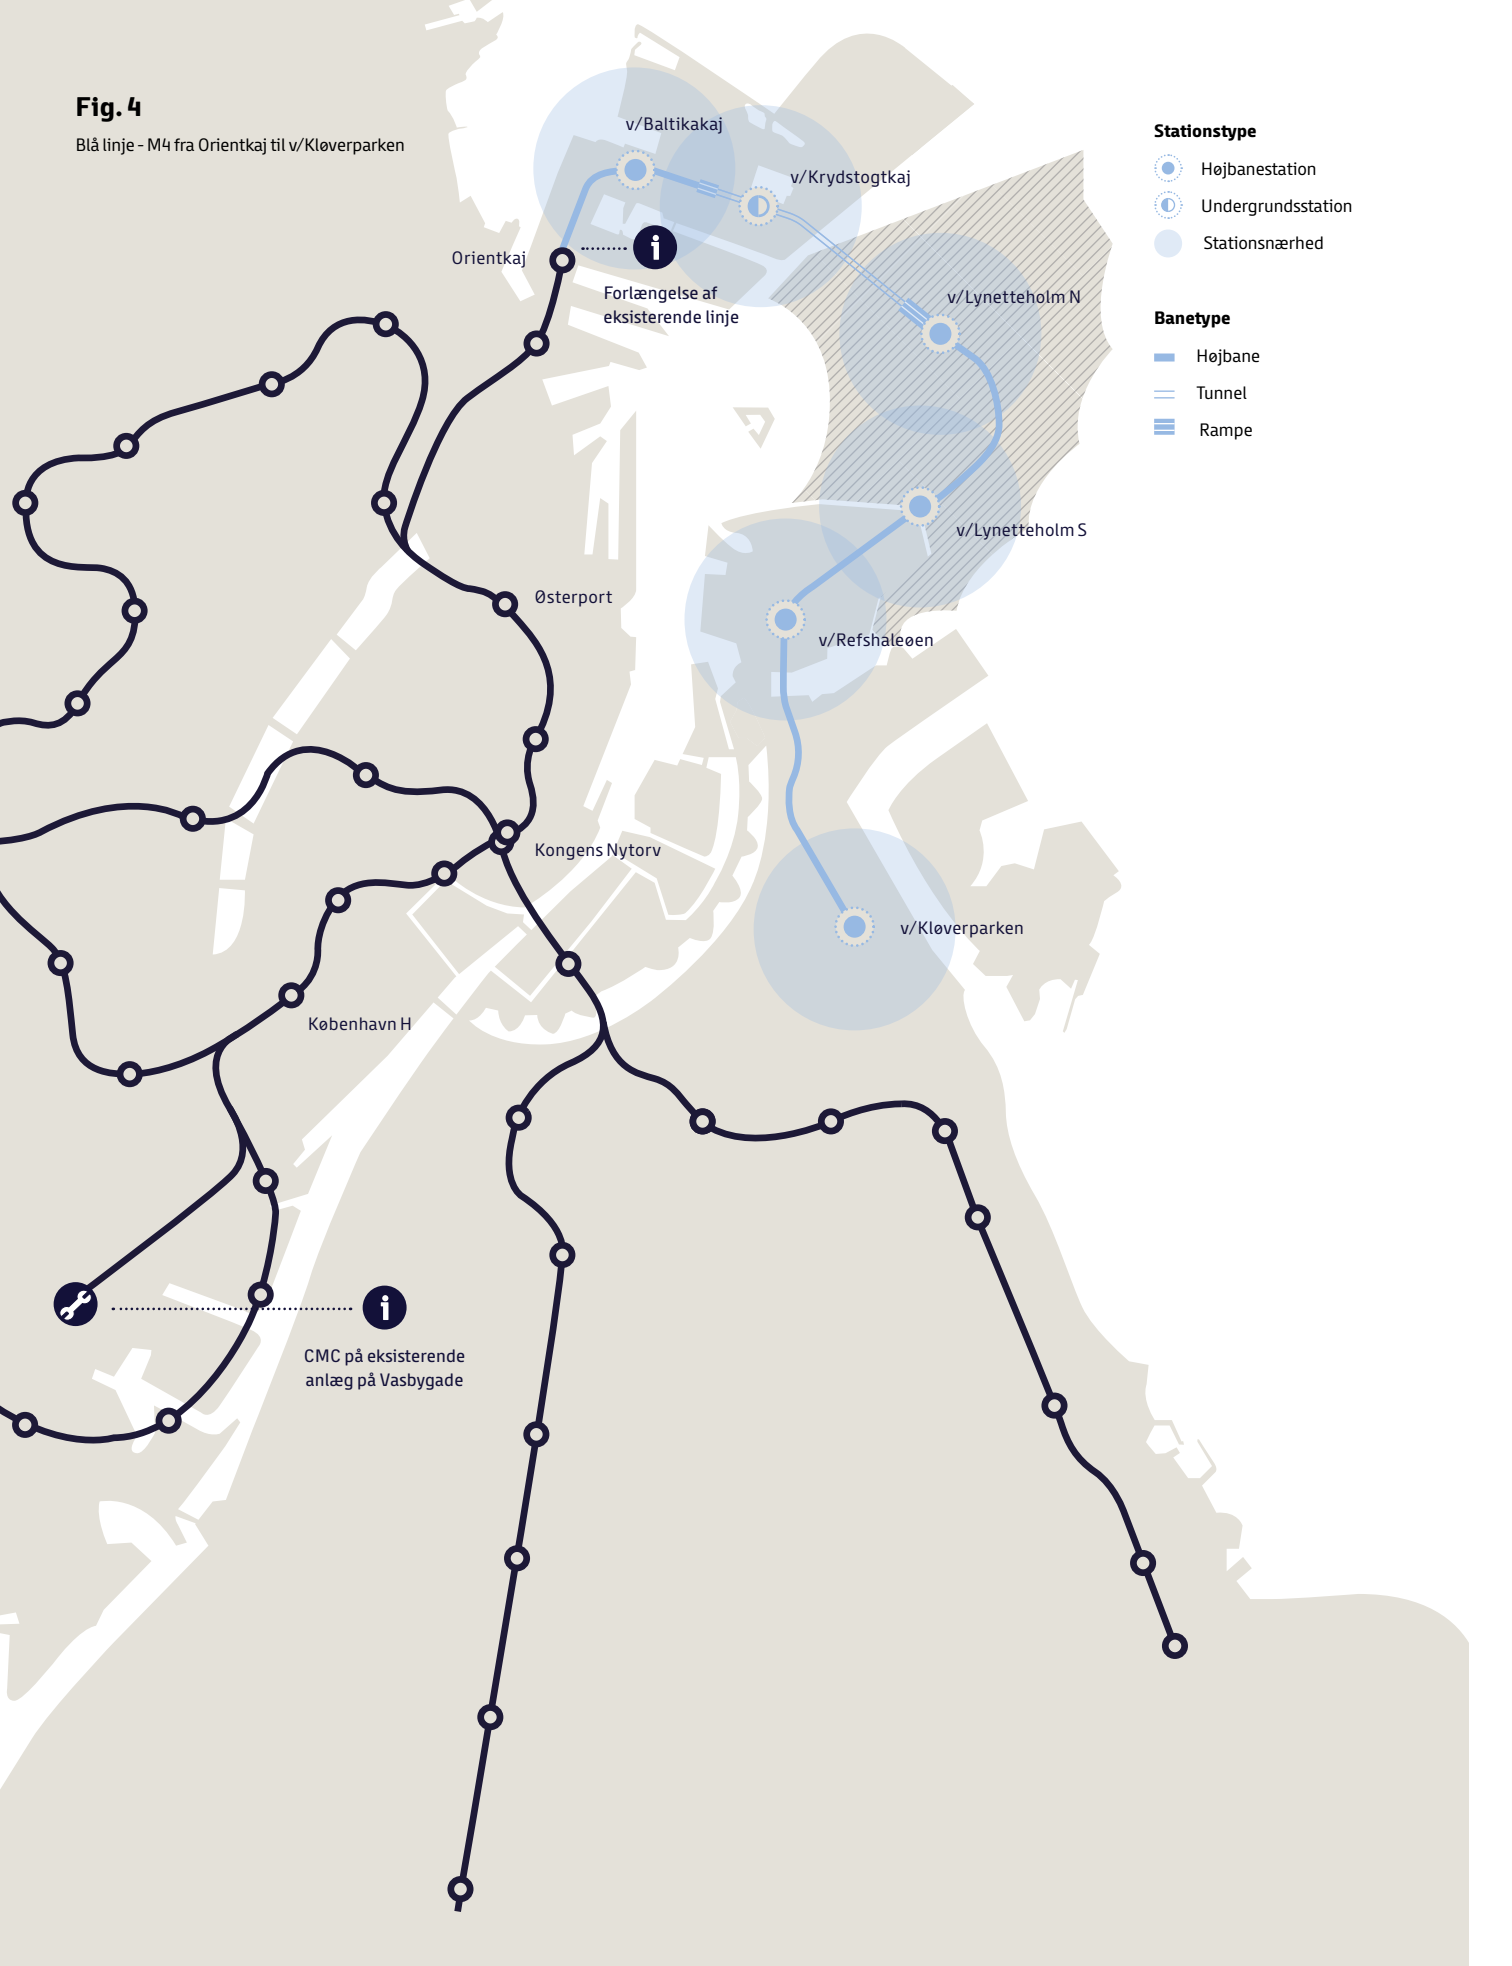 Fig. 4
Blå linje - M4 fra Orientkaj til v/Kløverparken
v/Baltikakaj
v/Krydstogtkaj
Orientkaj
Forlængelse af
eksisterende linje
v/Lynetteholm N
v/Lynetteholm S
Østerport
v/Refshaleøen
Kongens Nytorv
v/Kløverparken
København H
CMC på eksisterende
anlæg på Vasbygade
Stationstype
Højbanestation
Undergrundsstation
Stationsnærhed
Banetype
Højbane
Tunnel
Rampe